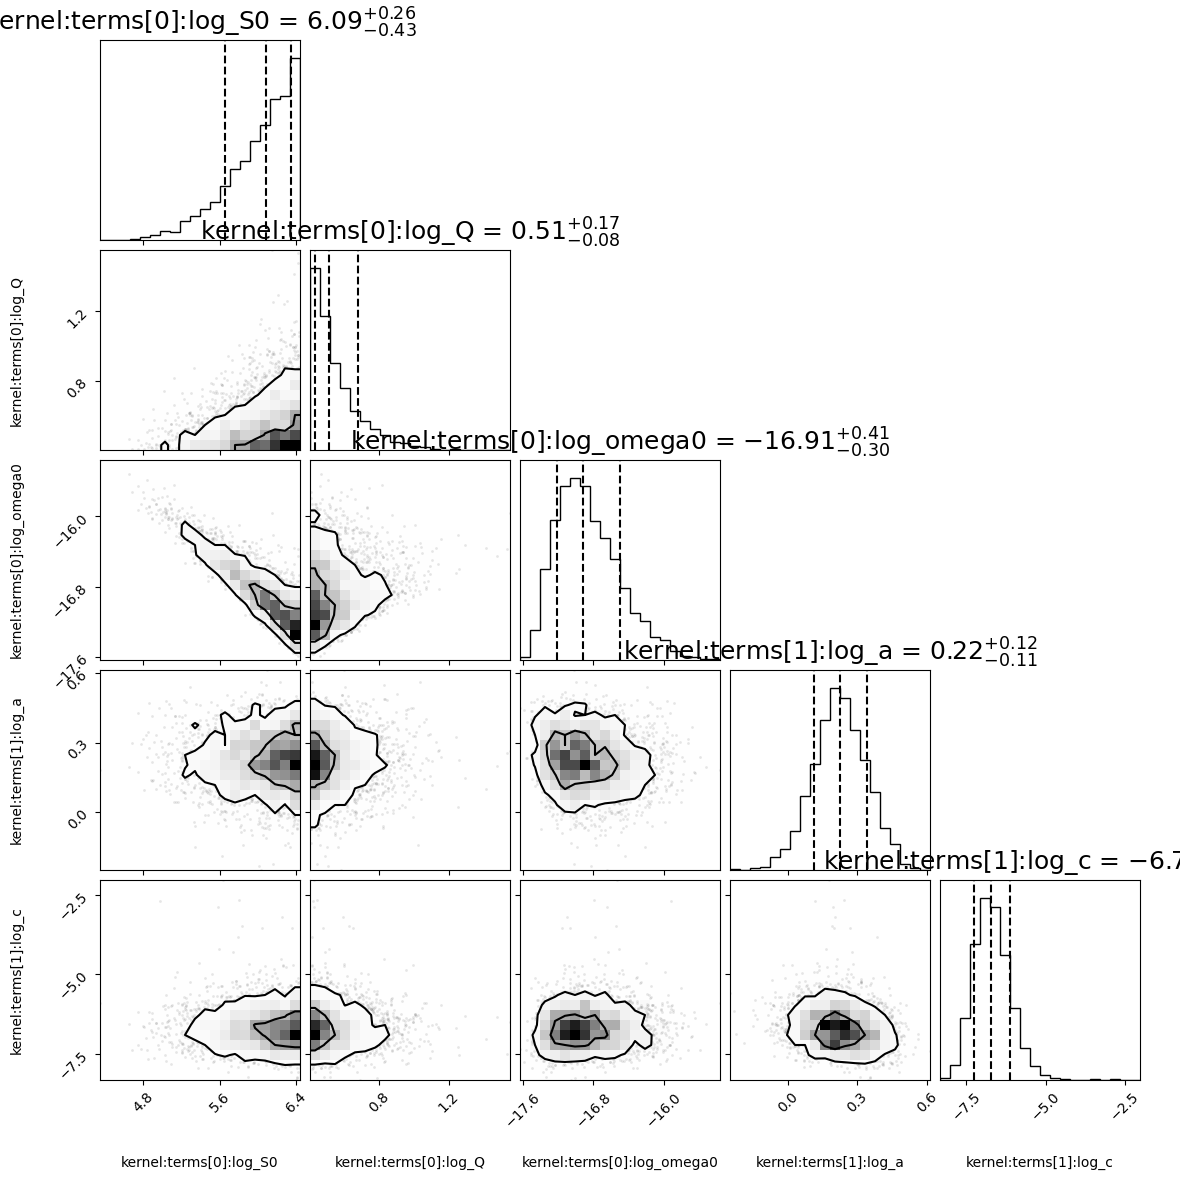 ernel:terms[0]:log_S0 = 6.09+0.26−0.43
kernel:terms[0]:log_Q = 0.51+0.17−0.08
kernel:terms[0]:log_Q
1.2
0.8
kernel:terms[0]:log_omega0 = −16.91+0.41−0.30
kernel:terms[0]:log_omega0
−16.0
−16.8
−17.6
kernel:terms[1]:log_a = 0.22+0.12−0.11
kernel:terms[1]:log_a
0.6
0.3
0.0
kernel:terms[1]:log_c = −6.7
kernel:terms[1]:log_c
−2.5
−5.0
−7.5
4.8 5.6 6.4 0.8 1.2 −17.6 −16.8 −16.0 0.0 0.3 0.6 −7.5 −5.0 −2.5
kernel:terms[0]:log_S0 kernel:terms[0]:log_Q kernel:terms[0]:log_omega0 kernel:terms[1]:log_a kernel:terms[1]:log_c